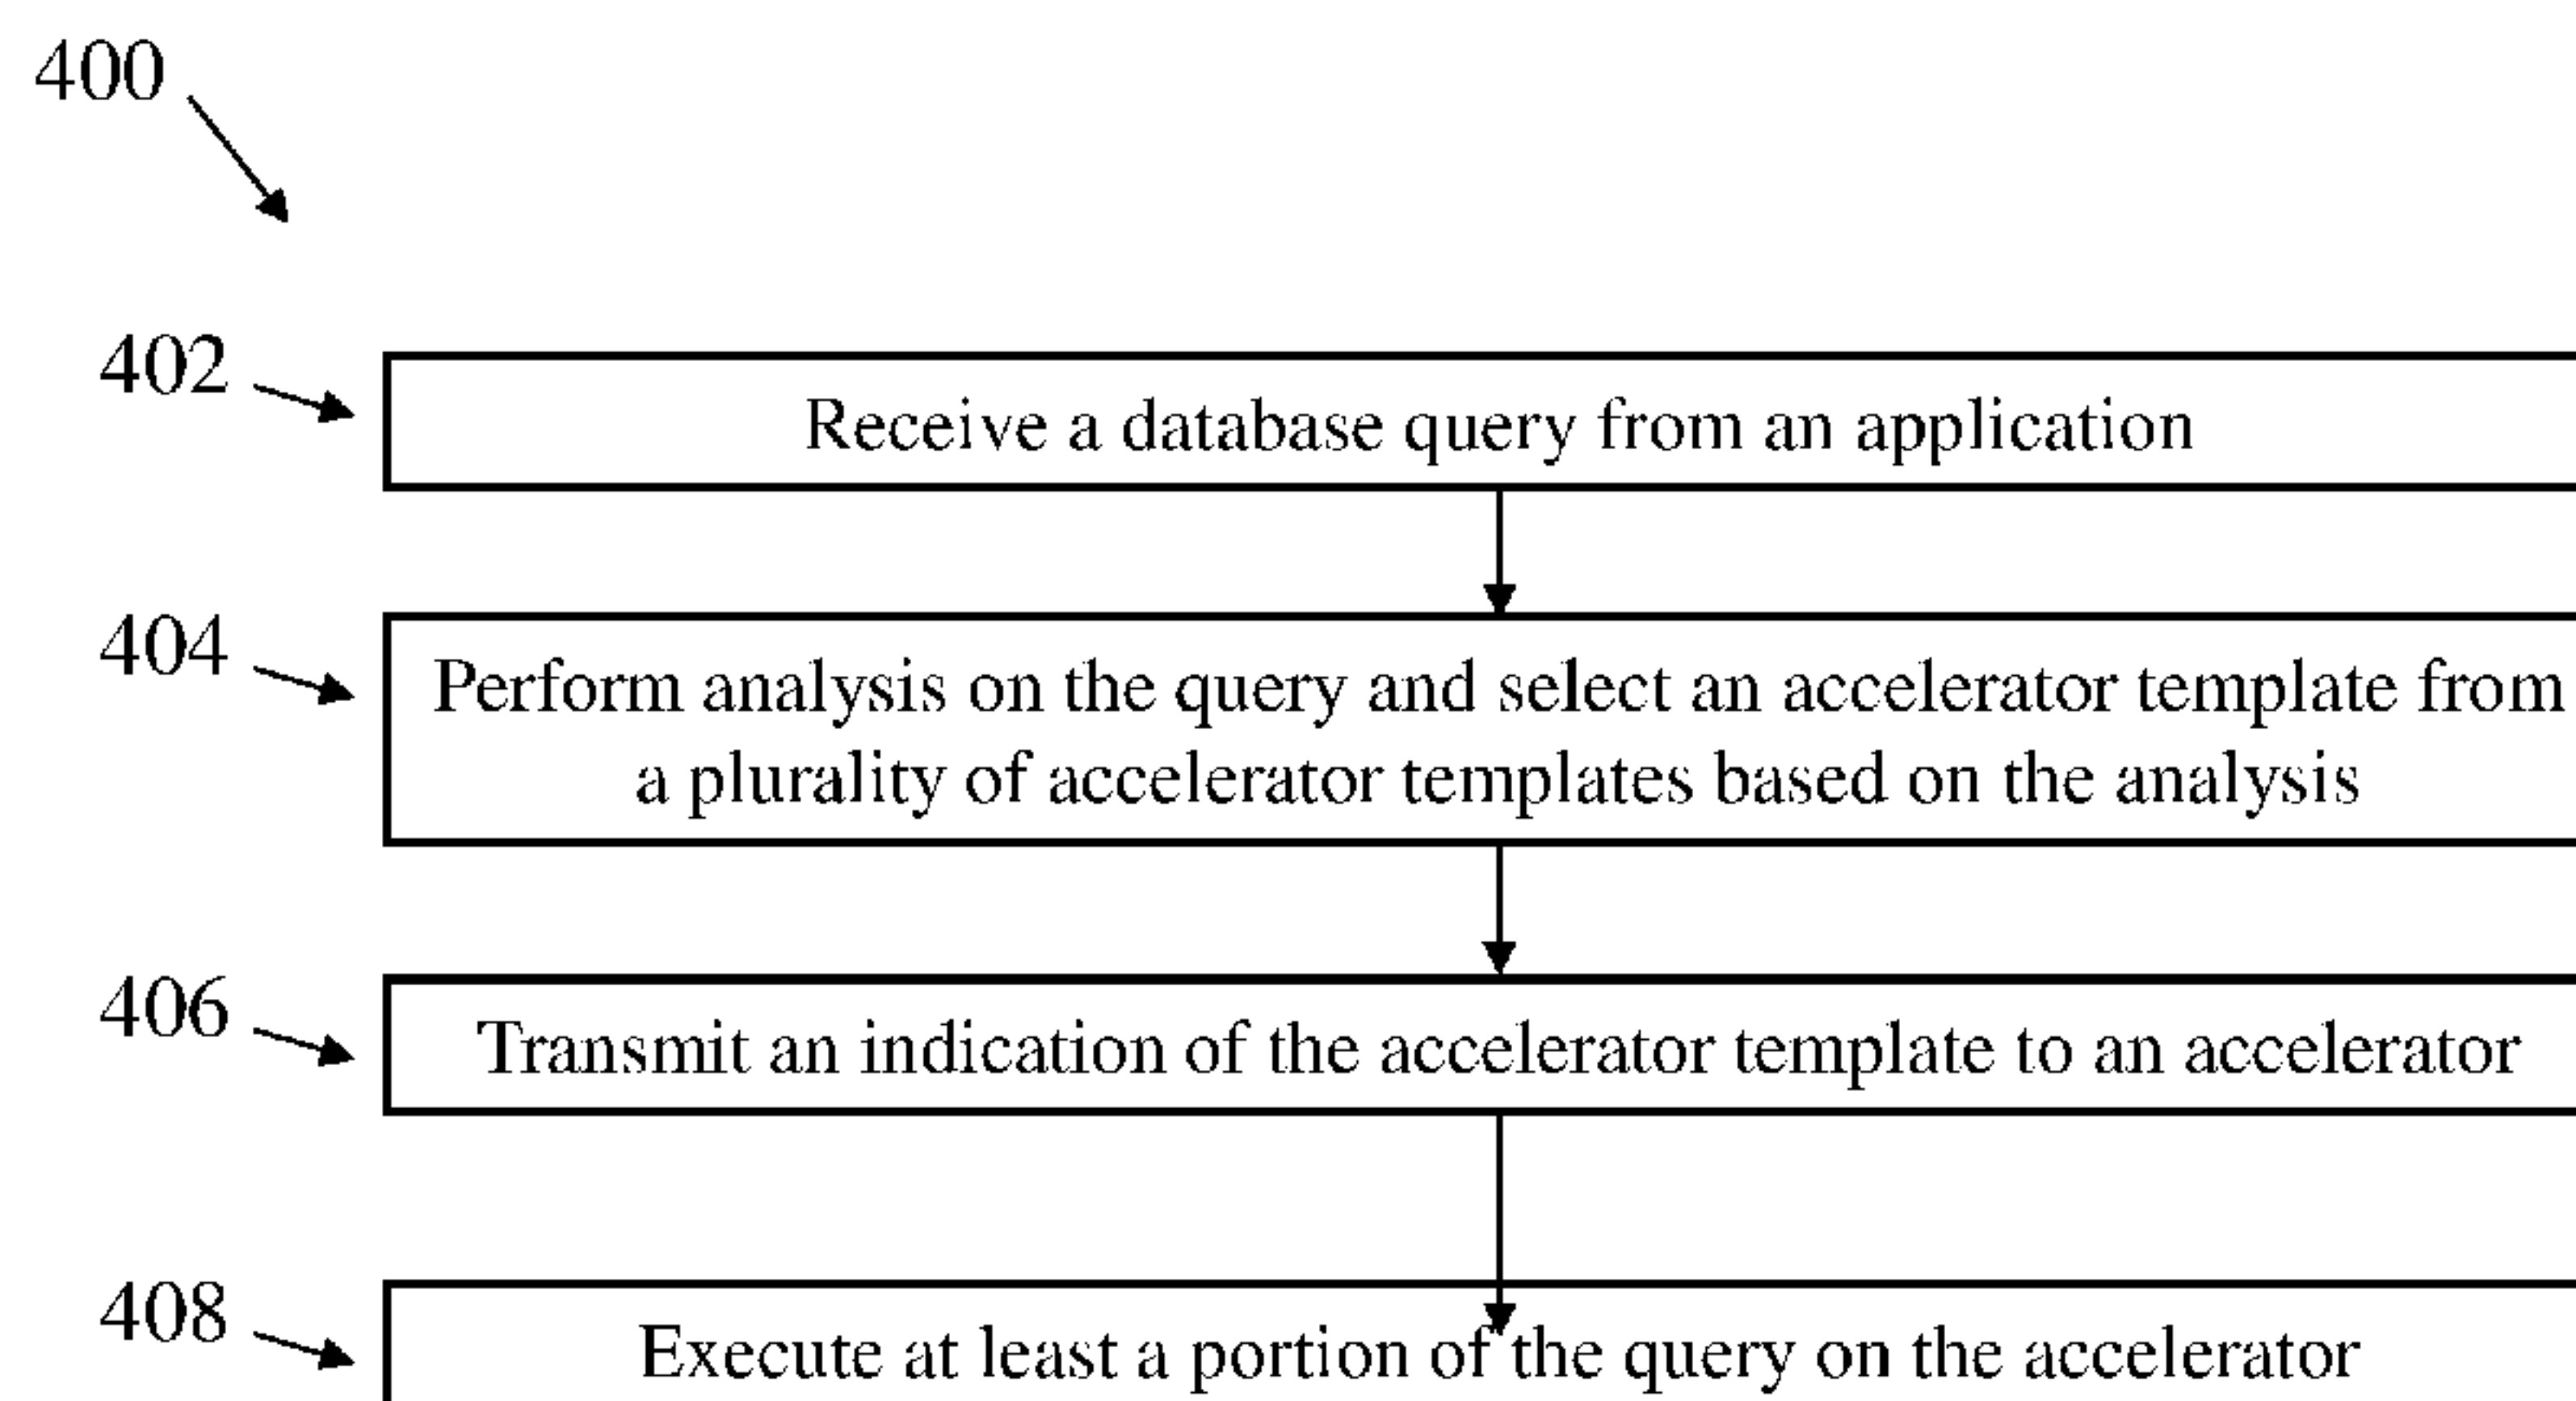 400
402
Receive a database query from an application
404
Perform analysis on the query and select an accelerator template from
a plurality of accelerator templates based on the analysis
406
Transmit an indication of the accelerator template to an accelerator
408
Execute at least a portion of the query on the accelerator